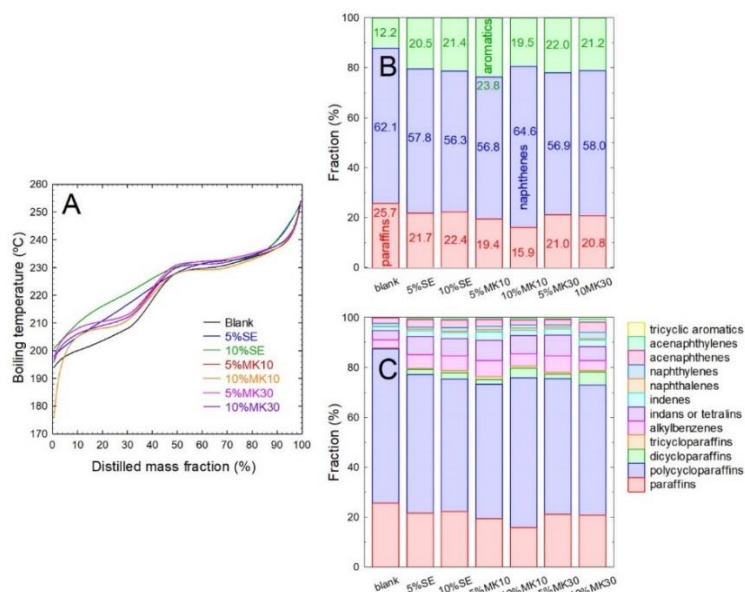 A
Boiling temperature (ºC)
260
250
240
230
220
210
200
190
180
170
Blank
5%SE
10%SE
5%MK10
10%MK10
5%MK30
10%MK30
0 10 20 30 40 50 60 70 80 90 100
Distilled mass fraction (%)
B
Fraction (%)
100
80
60
40
20
0
12.2 20.5 21.4 aromatics 23.8 19.5 22.0 21.2
62.1 57.8 56.3 56.8 64.6 naphthenes 56.9 58.0
25.7 paraffins 21.7 22.4 19.4 15.9 21.0 20.8
blank 5%SE 10%SE 5%MK10 10%MK10 5%MK30 10MK30
C
Fraction (%)
100
80
60
40
20
0
blank 5%SE 10%SE 5%MK10 10%MK10 5%MK30 10%MK30
tricyclic aromatics
acenaphthylenes
acenaphthenes
naphthylenes
naphthalenes
indenes
indans or tetralins
alkylbenzenes
tricycloparaffins
dicycloparaffins
polycycloparaffins
paraffins